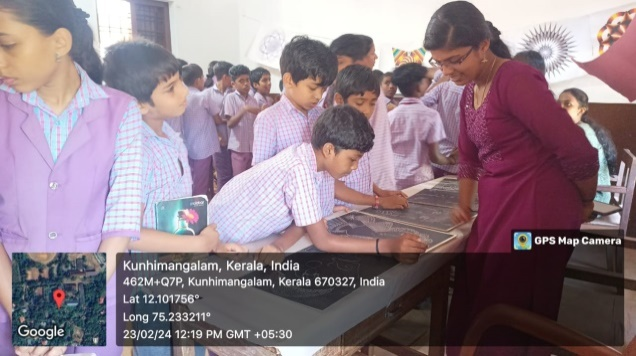 GPS Map Camera
Kunhimangalam, Kerala, India
462M+Q7P, Kunhimangalam, Kerala 670327, India
Lat 12.101756°
Long 75.233211°
23/02/24 12:19 PM GMT +05:30
Google